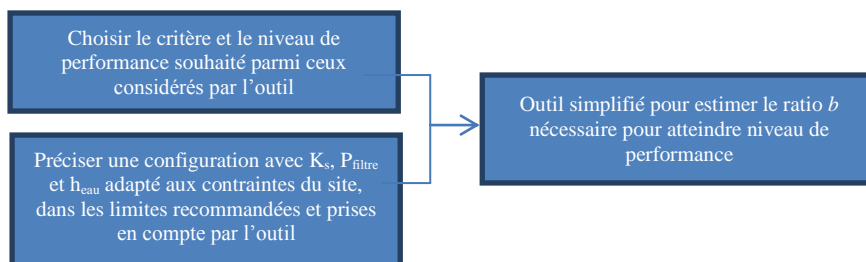 Choisir le critère et le niveau de
performance souhaité parmi ceux
considérés par l’outil
Préciser une configuration avec Ks, Pfiltre
et heau adapté aux contraintes du site,
dans les limites recommandées et prises
en compte par l’outil
Outil simplifié pour estimer le ratio b
nécessaire pour atteindre niveau de
performance